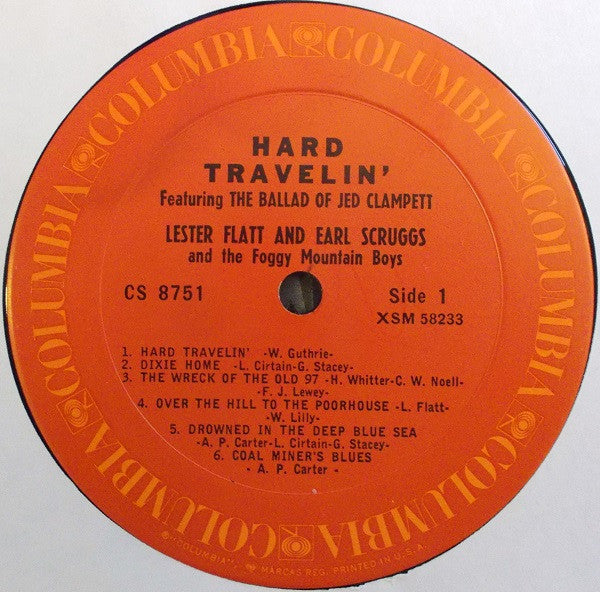 COLUMBIA COLUMBIA COLUMBIA COLUMBIA COLUMBIA COLUMBIA
HARD
TRAVELIN'
Featuring THE BALLAD OF JED CLAMPETT
LESTER FLATT AND EARL SCRUGGS
and the Foggy Mountain Boys
CS 8751
Side 1
XSM 58233
1. HARD TRAVELIN' -W. Guthrie-
2. DIXIE HOME -L. Cirtain-G. Stacey-
3. THE WRECK OF THE OLD 97 -H. Whitter-C. W. Noell-
F. J. Lewey-
4. OVER THE HILL TO THE POORHOUSE -L. Flatt-
-W. Lilly-
5. DROWNED IN THE DEEP BLUE SEA
-A. P. Carter-L. Cirtain-G. Stacey-
6. COAL MINER'S BLUES
- A. P. Carter -
® "COLUMBIA", MARCAS REG. PRINTED IN U.S.A.